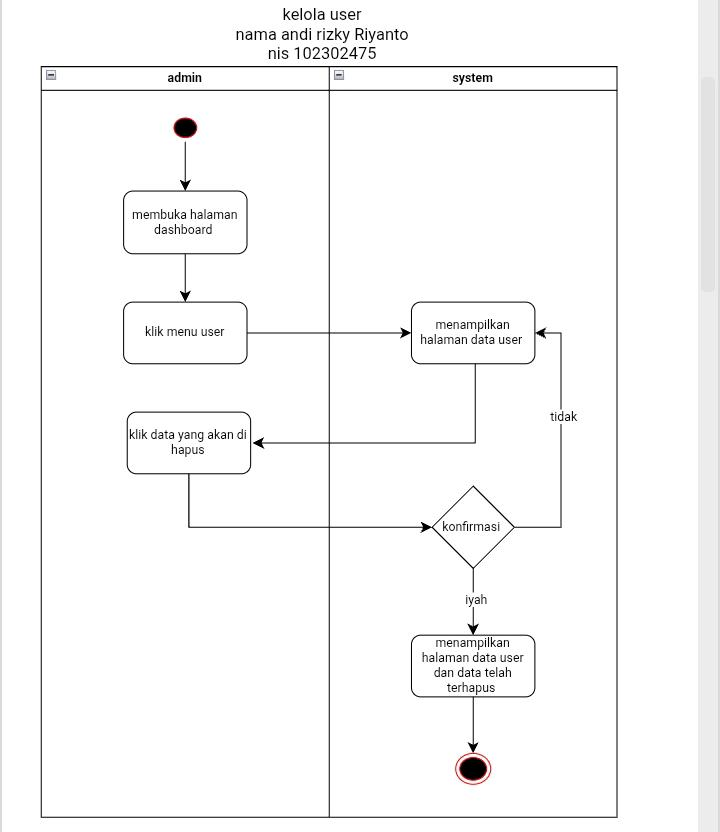 kelola user
nama andi rizky Riyanto
nis 102302475
admin
system
membuka halaman
dashboard
klik menu user
menampilkan
halaman data user
tidak
klik data yang akan di
hapus
konfirmasi
iyah
menampilkan
halaman data user
dan data telah
terhapus